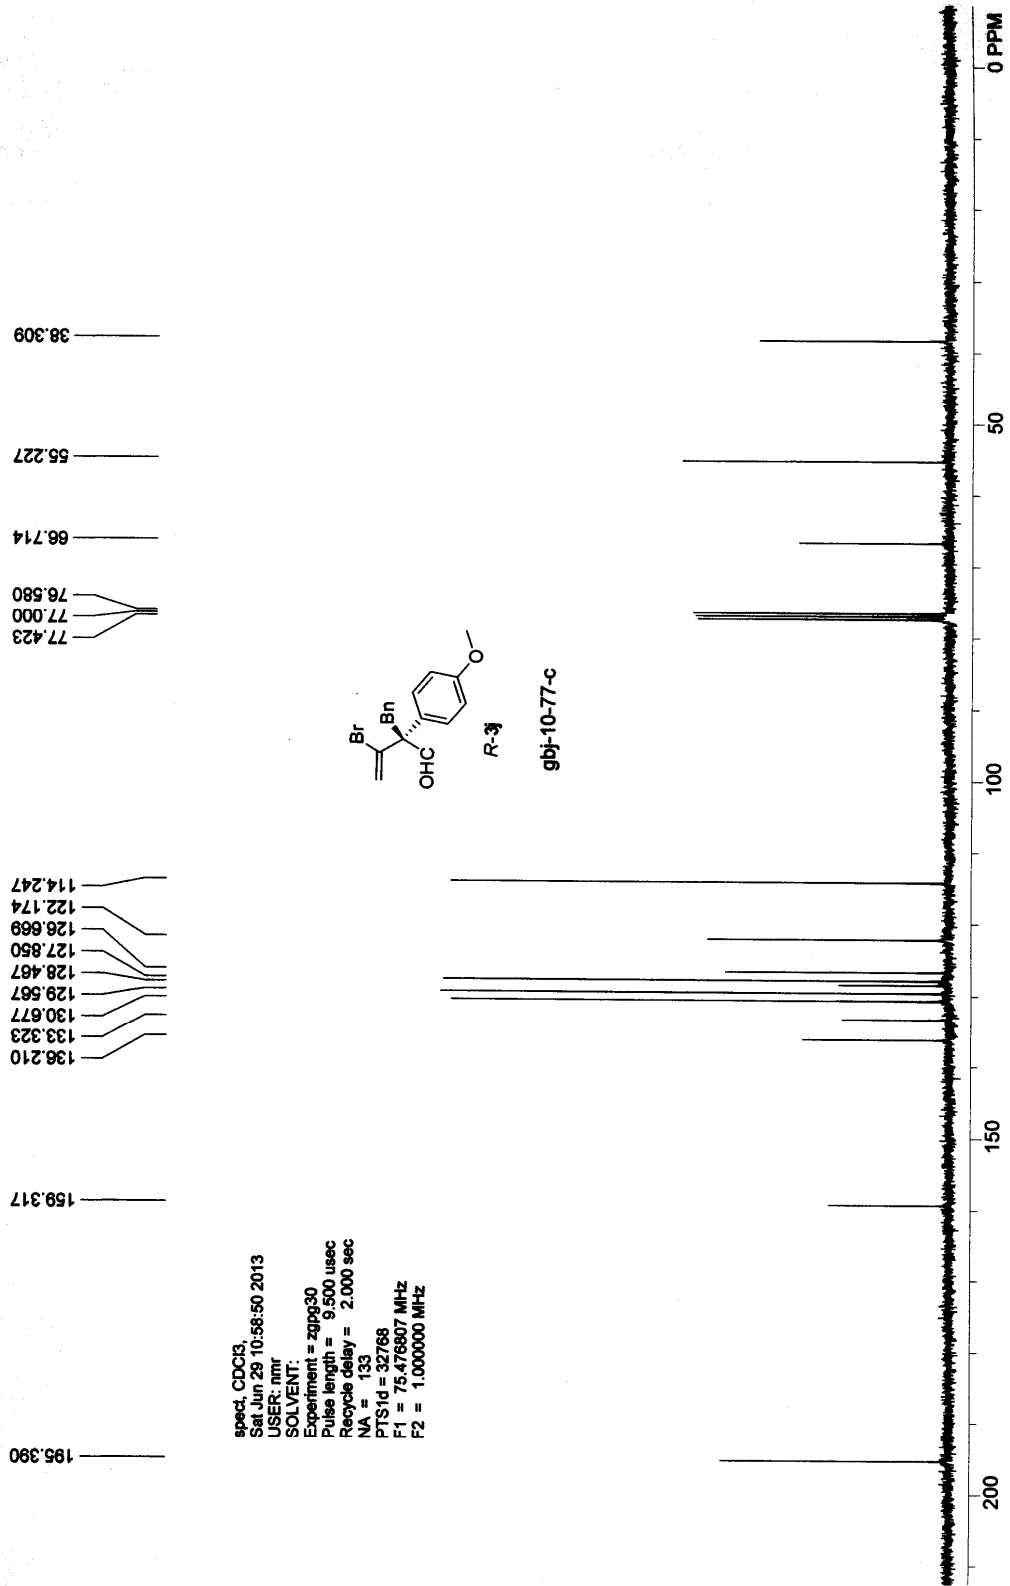 195.390
159.317
136.210
133.323
130.677
129.567
128.467
127.850
126.669
122.174
114.247
77.423
77.000
76.580
66.714
55.227
38.309
spect, CDCl3,
Sat Jun 29 10:58:50 2013
USER: nmr
SOLVENT:
Experiment = zgpg30
Pulse length = 9.500 usec
Recycle delay = 2.000 sec
NA = 133
PTS1d = 32768
F1 = 75.476807 MHz
F2 = 1.000000 MHz
Br
Bn
OHC
O
R-3j
gbj-10-77-c
200
150
100
50
0 PPM